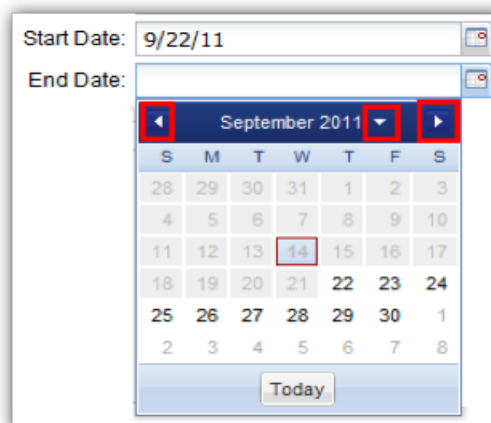 Start Date: 9/22/11
End Date:
September 2011
S M T W T F S
28 29 30 31 1 2 3
4 5 6 7 8 9 10
11 12 13 14 15 16 17
18 19 20 21 22 23 24
25 26 27 28 29 30 1
2 3 4 5 6 7 8
Today